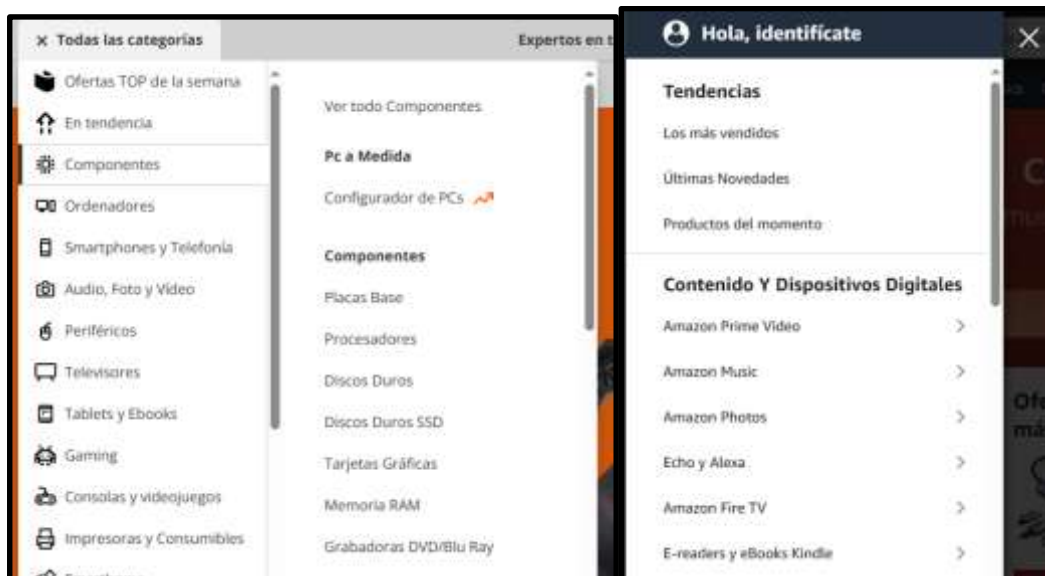 Todas las categorías
Expertos en t
Ofertas TOP de la semana
En tendencia
Componentes
Ordenadores
Smartphones y Telefonía
Audio, Foto y Vídeo
Periféricos
Televisores
Tablets y Ebooks
Gaming
Consolas y videojuegos
Impresoras y Consumibles
Ver todo Componentes
Pc a Medida
Configurador de PCs
Componentes
Placas Base
Procesadores
Discos Duros
Discos Duros SSD
Tarjetas Gráficas
Memoria RAM
Grabadoras DVD/Blu Ray
Hola, identifícate
Tendencias
Los más vendidos
Últimas Novedades
Productos del momento
Contenido Y Dispositivos Digitales
Amazon Prime Video
Amazon Music
Amazon Photos
Echo y Alexa
Amazon Fire TV
E-readers y eBooks Kindle
Ofe
má